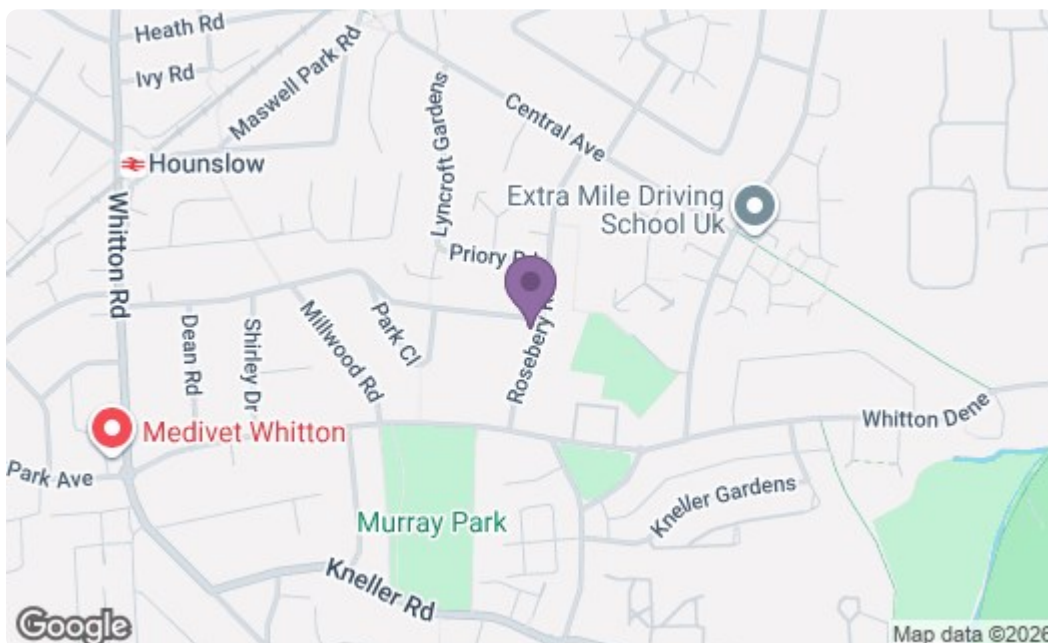 Heath Rd
Ivy Rd
Maswell Park Rd
Hounslow
Whitton Rd
Lyncroft Gardens
Central Ave
Extra Mile Driving
School Uk
Priory
Rosebery
Park Cl
Millwood Rd
Shirley Dr
Dean Rd
Medivet Whitton
Park Ave
Whitton Dene
Kneller Gardens
Murray Park
Kneller Rd
Google
Map data ©2026